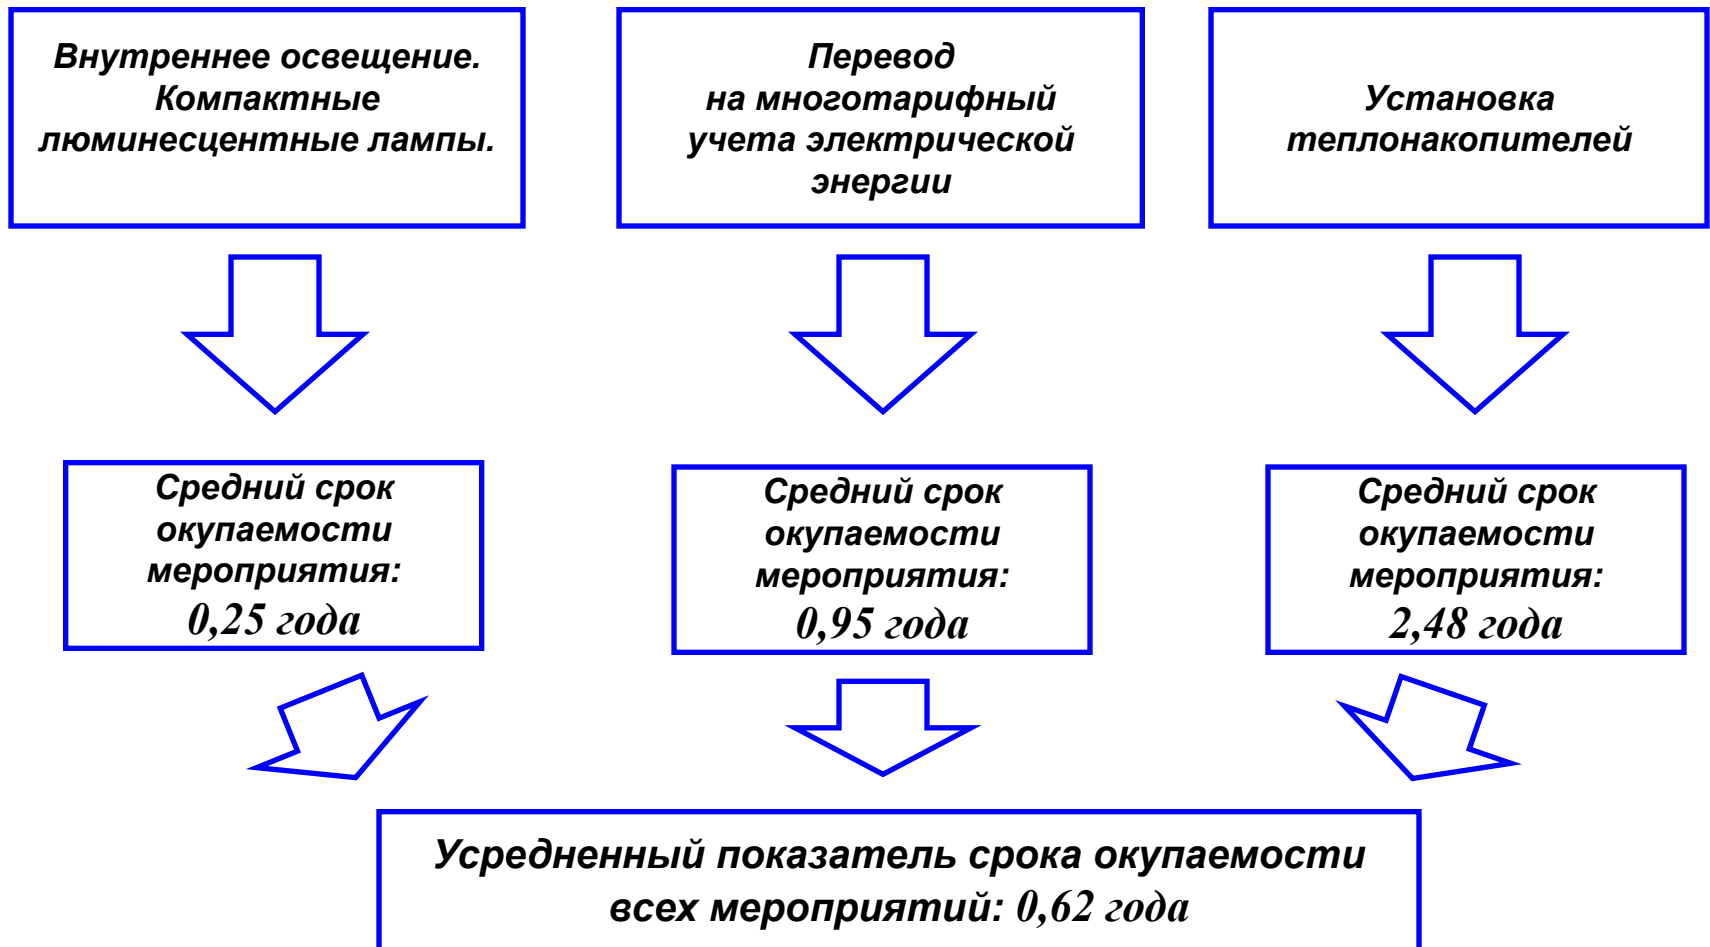 Внутреннее освещение.
Компактные
люминесцентные лампы.
Перевод
на многотарифный
учета электрической
энергии
Установка
теплонакопителей
Средний срок
окупаемости
мероприятия:
0,25 года
Средний срок
окупаемости
мероприятия:
0,95 года
Средний срок
окупаемости
мероприятия:
2,48 года
Усредненный показатель срока окупаемости
всех мероприятий: 0,62 года